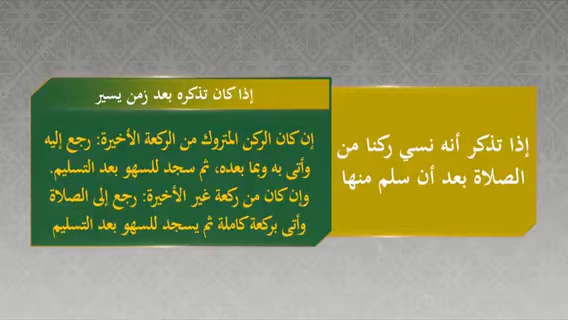 إذا تذكر أنه نسي ركنا من
الصلاة بعد أن سلم منها
إذا كان تذكره بعد زمن يسير
إن كان الركن المتروك من الركعة الأخيرة: رجع إليه
وأتى به وبما بعده، ثم سجد للسهو بعد التسليم.
وإن كان من ركعة غير الأخيرة: رجع إلى الصلاة
وأتى بركعة كاملة ثم يسجد للسهو بعد التسليم